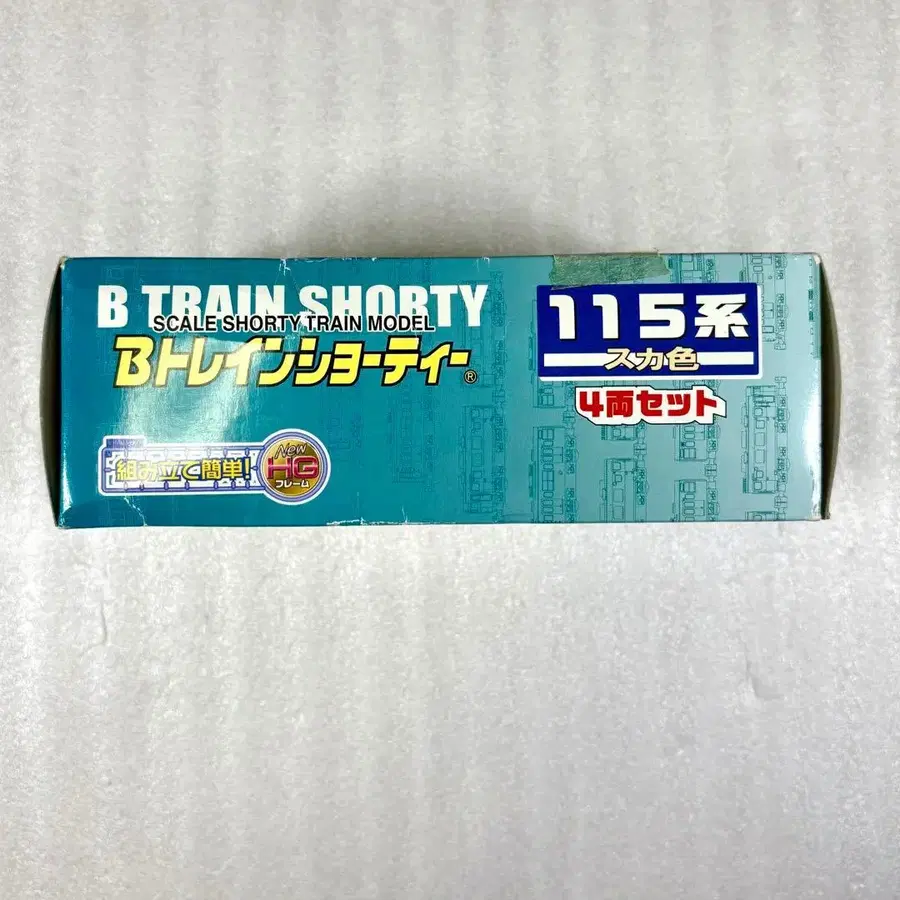 B TRAIN SHORTY
SCALE SHORTY TRAIN MODEL
Bトレインショーティー®
115系
スカ色
4両セット
組み立て簡単!
New
HG
フレーム